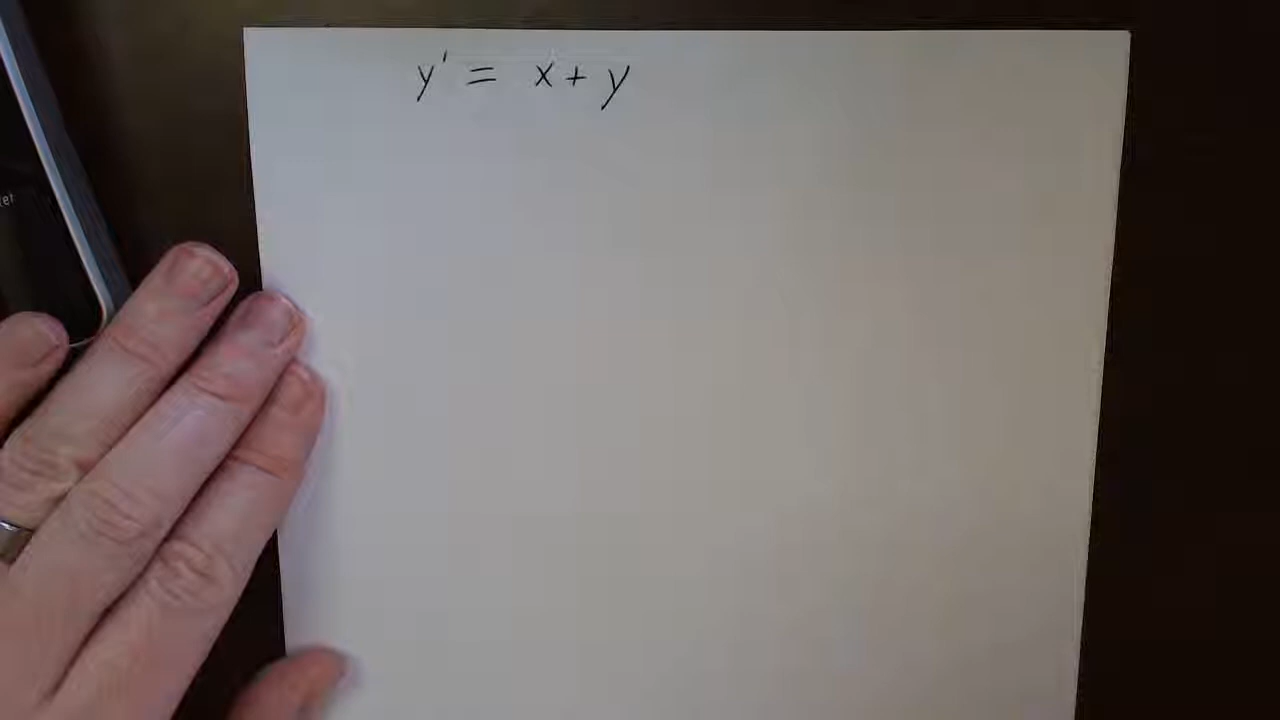 y' = x + y